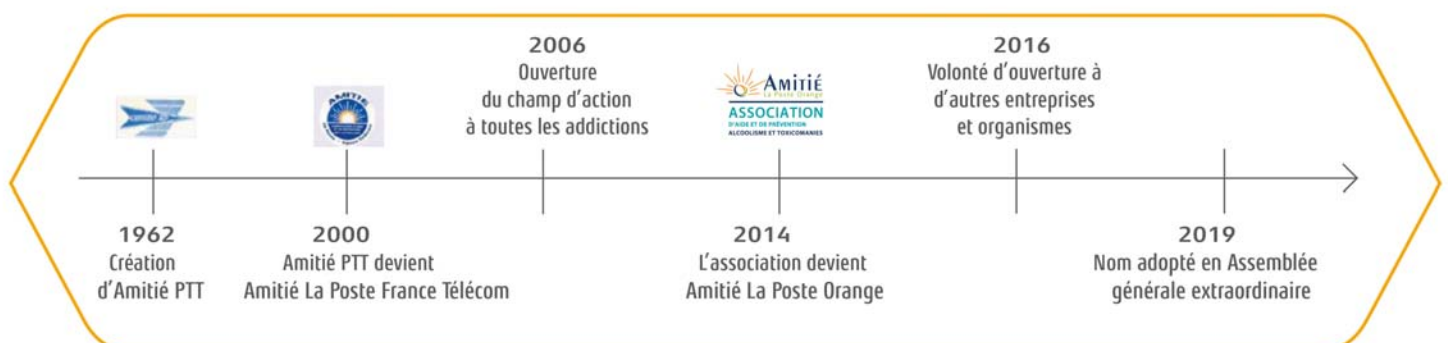 1962
Création
d'Amitié PTT
AMITIÉ
2000
Amitié PTT devient
Amitié La Poste France Télécom
2006
Ouverture
du champ d'action
à toutes les addictions
AMITIÉ
La Poste Orange
ASSOCIATION
D'AIDE ET DE PRÉVENTION
ALCOOLISME ET TOXICOMANIES
2014
L'association devient
Amitié La Poste Orange
2016
Volonté d'ouverture à
d'autres entreprises
et organismes
2019
Nom adopté en Assemblée
générale extraordinaire